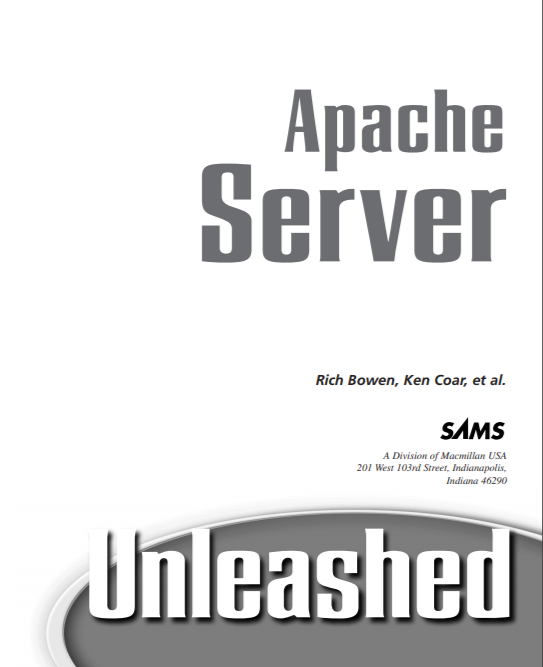 Apache
Server
Rich Bowen, Ken Coar, et al.
SAMS
A Division of Macmillan USA
201 West 103rd Street, Indianapolis,
Indiana 46290
Unleashed